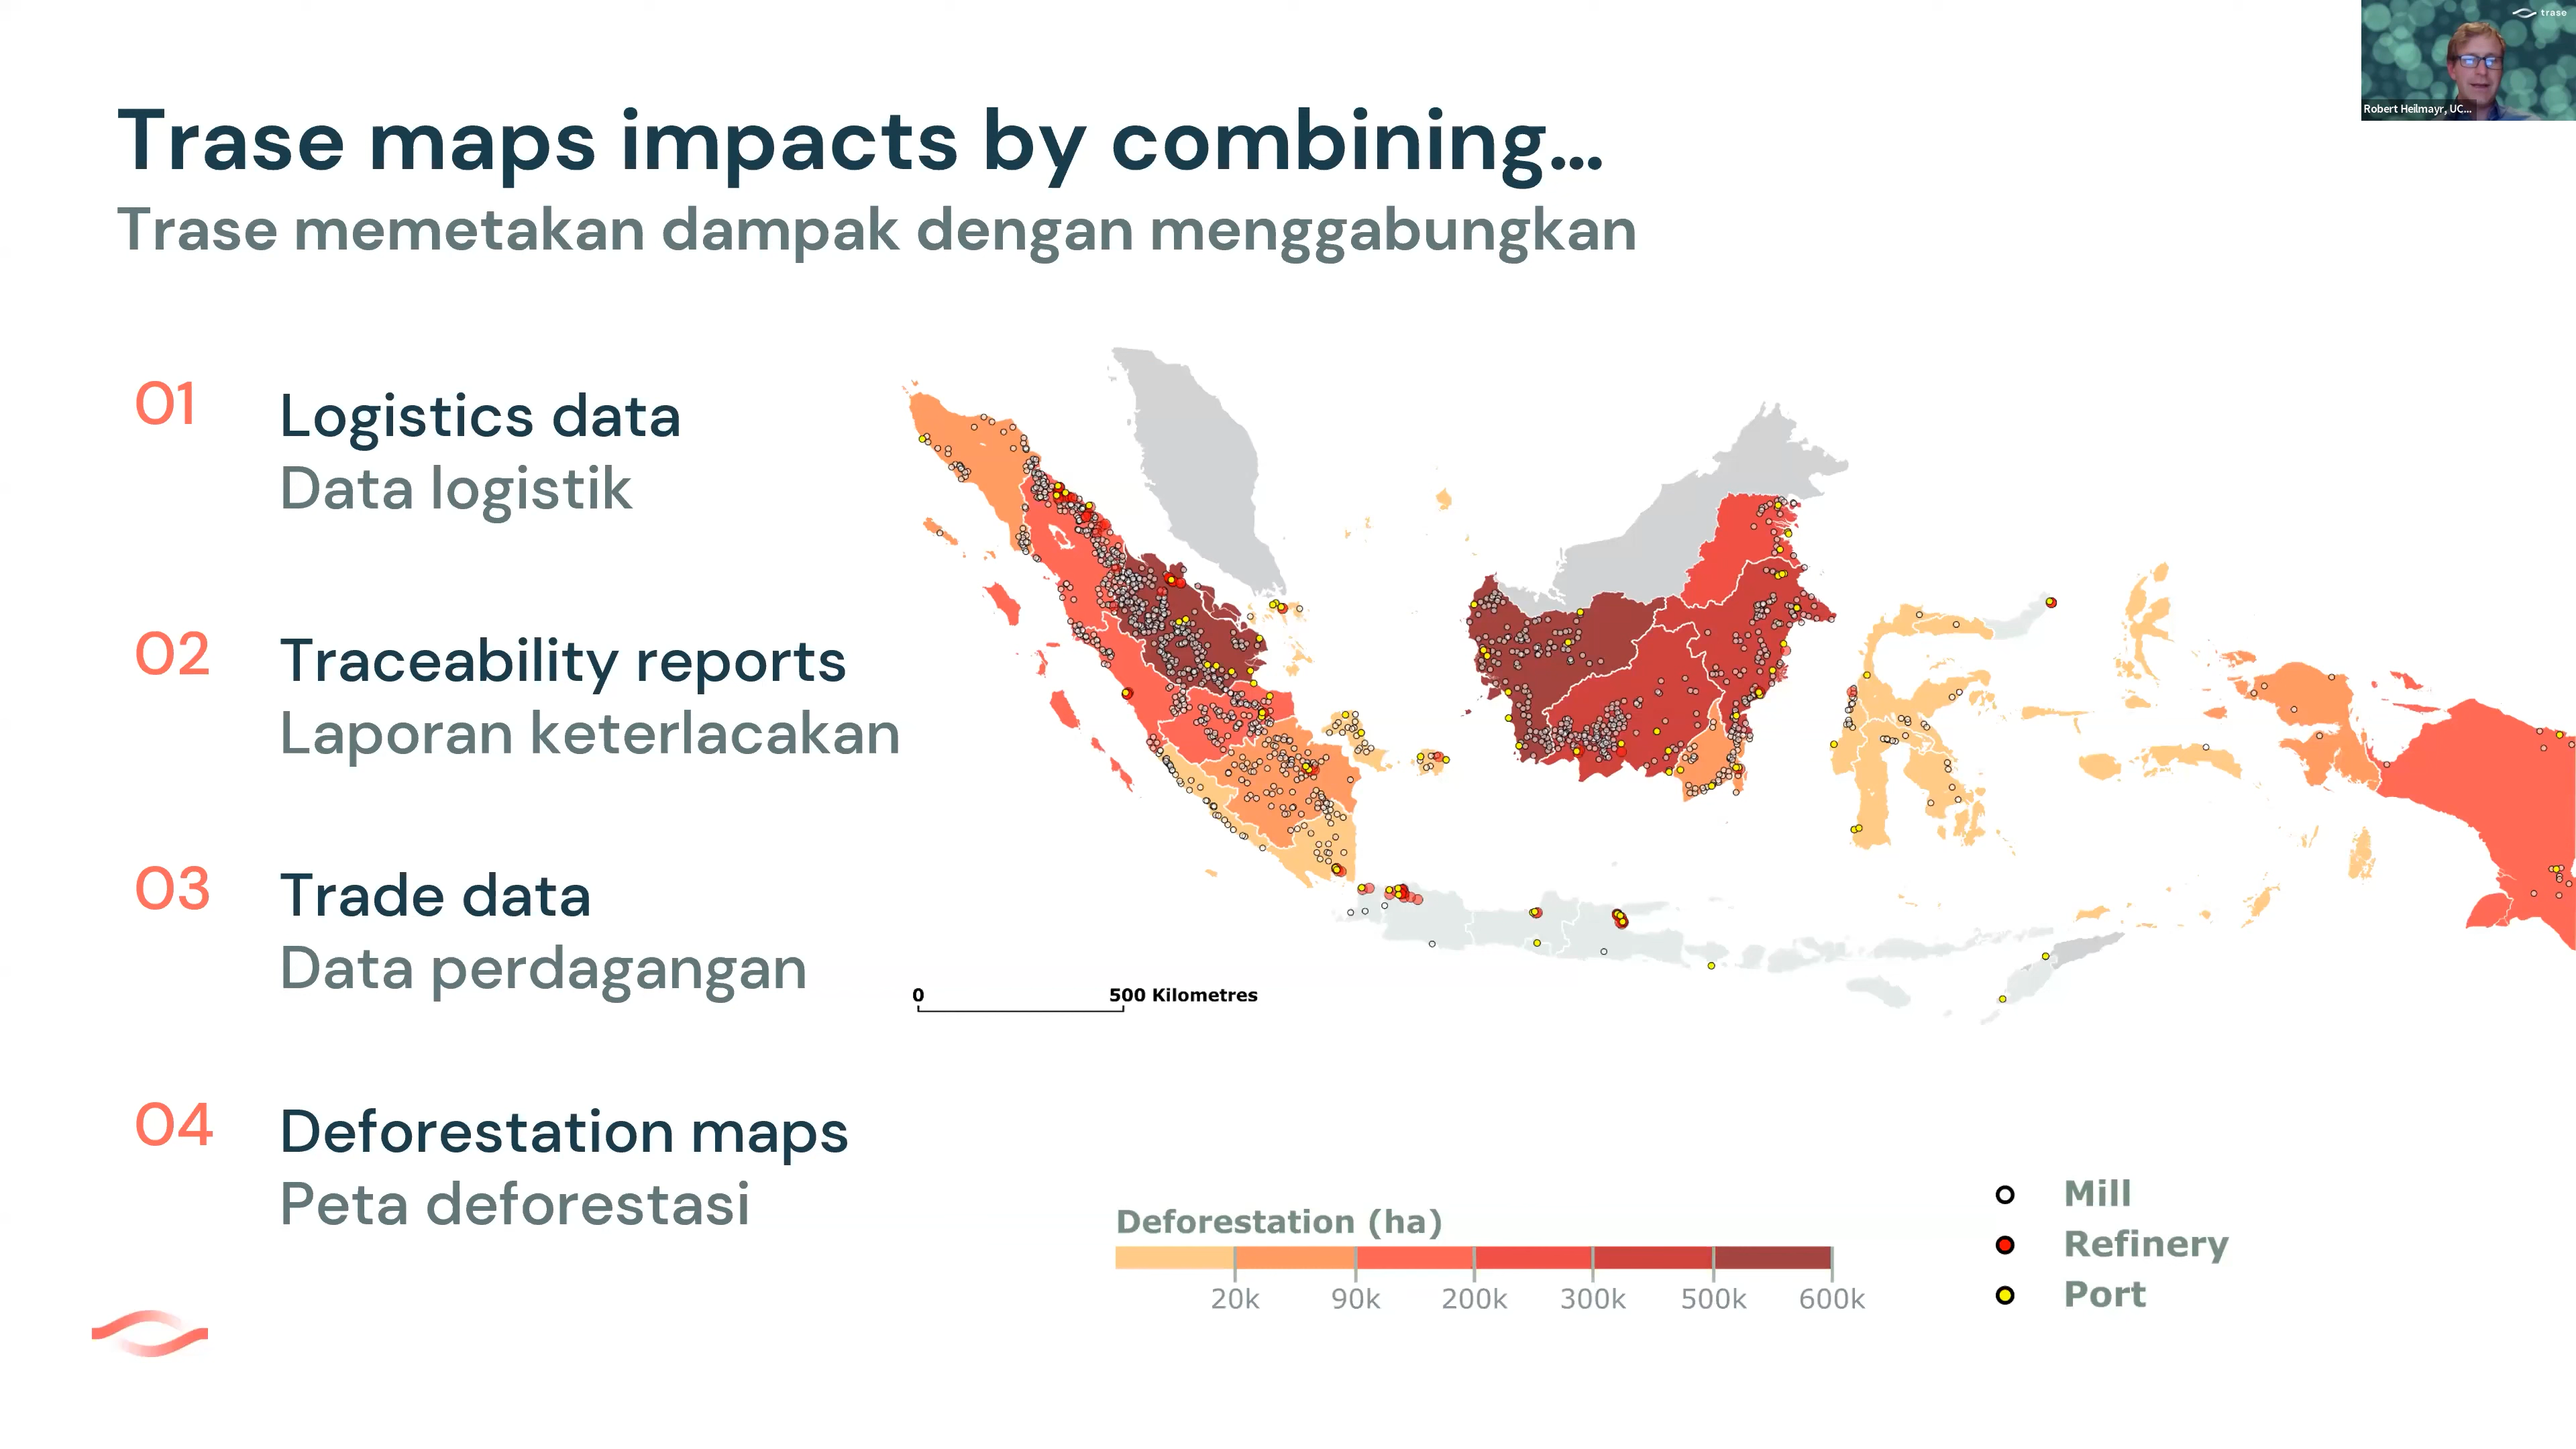 trase
Robert Heilmayr, UC...
Trase maps impacts by combining...
Trase memetakan dampak dengan menggabungkan
01
Logistics data
Data logistik
02
Traceability reports
Laporan keterlacakan
03
Trade data
Data perdagangan
04
Deforestation maps
Peta deforestasi
0
500 Kilometres
Deforestation (ha)
20k 90k 200k 300k 500k 600k
Mill
Refinery
Port